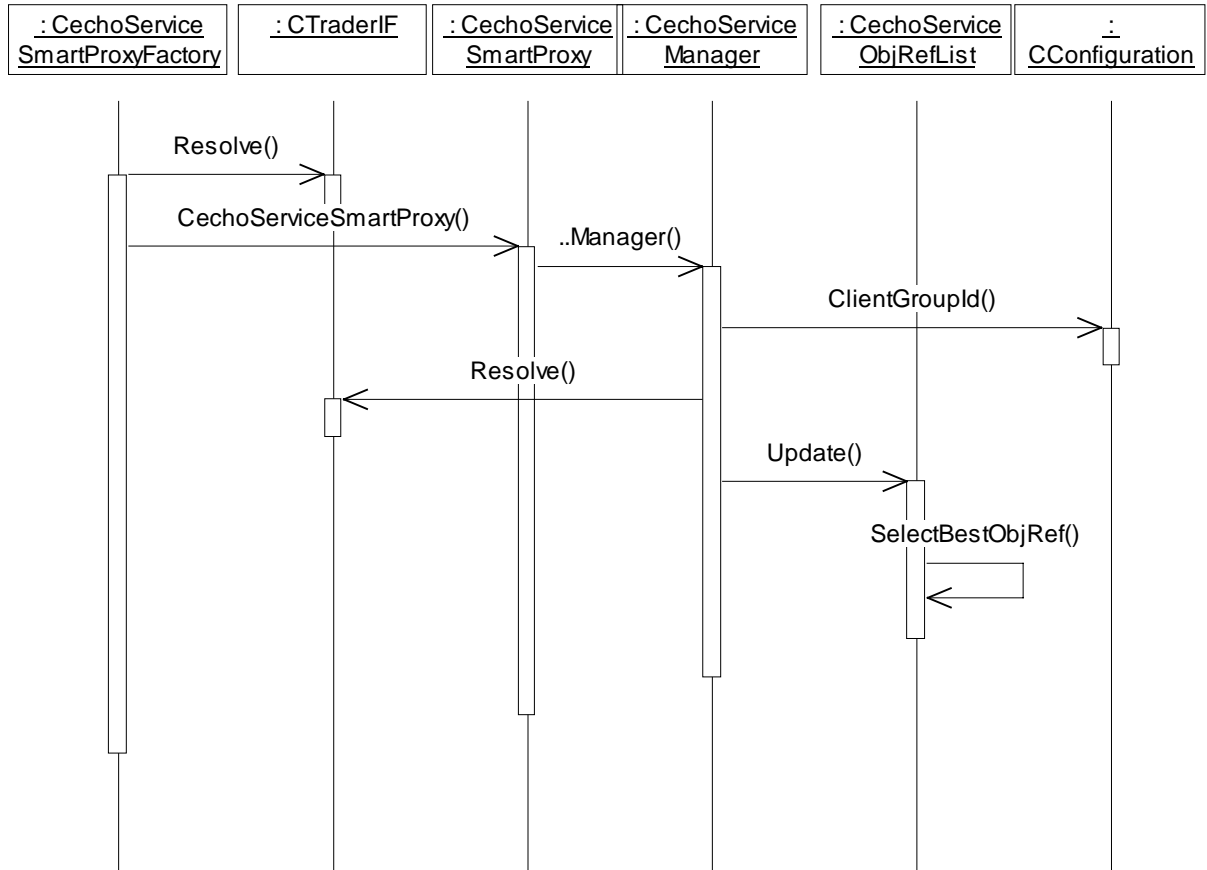 : CechoService
SmartProxyFactory
: CTraderIF
: CechoService
SmartProxy
: CechoService
Manager
: CechoService
ObjRefList
:
CConfiguration
Resolve()
CechoServiceSmartProxy()
..Manager()
ClientGroupId()
Resolve()
Update()
SelectBestObjRef()